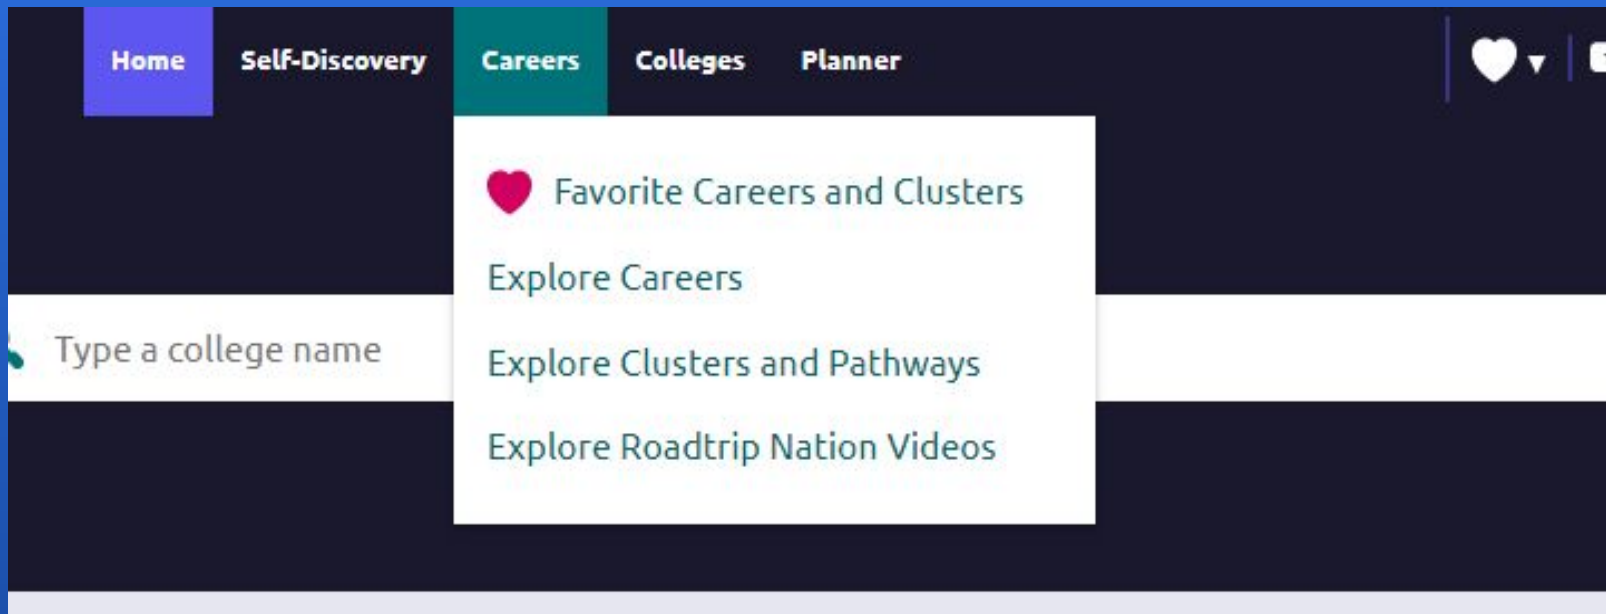 Home Self-Discovery Careers Colleges Planner
Favorite Careers and Clusters
Explore Careers
Type a college name
Explore Clusters and Pathways
Explore Roadtrip Nation Videos